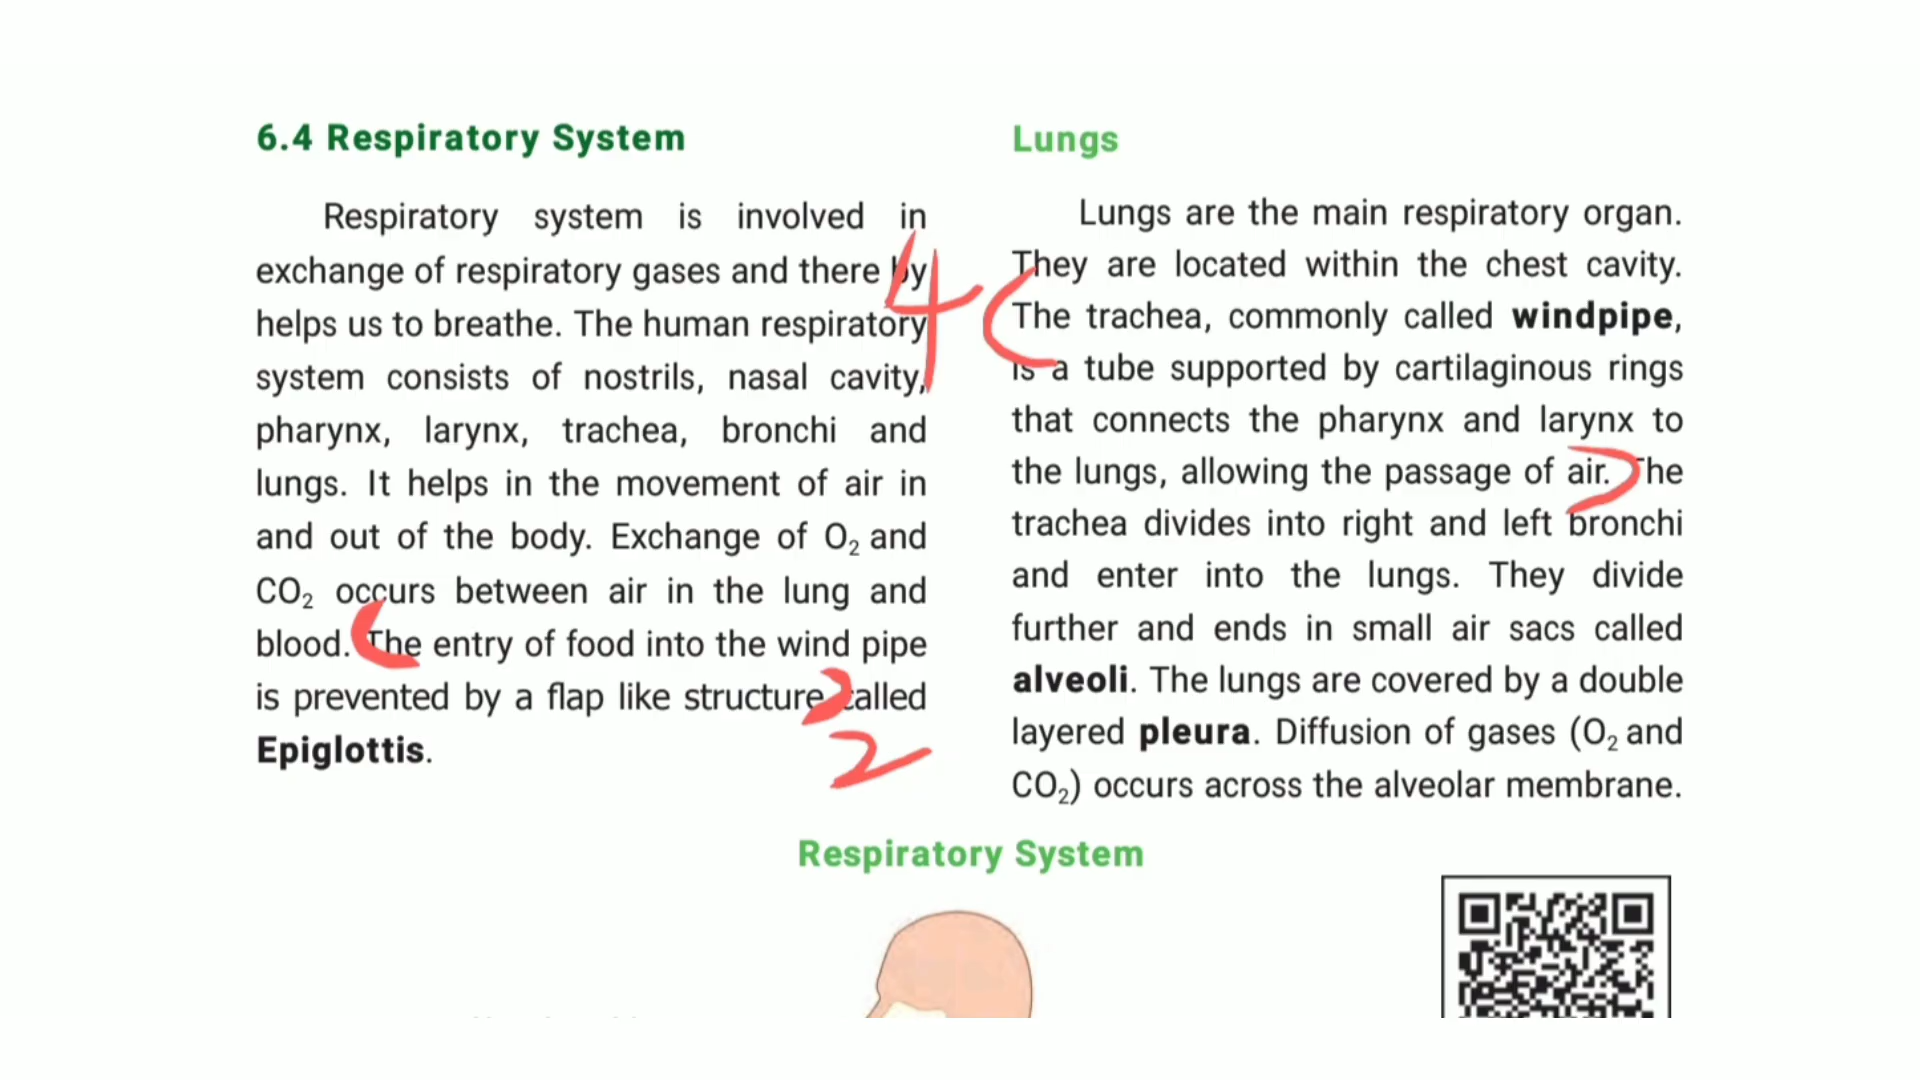 6.4 Respiratory System
Respiratory system is involved in
exchange of respiratory gases and there by
helps us to breathe. The human respiratory
system consists of nostrils, nasal cavity,
pharynx, larynx, trachea, bronchi and
lungs. It helps in the movement of air in
and out of the body. Exchange of O₂ and
CO₂ occurs between air in the lung and
blood. The entry of food into the wind pipe
is prevented by a flap like structure called
Epiglottis.
2
4
Lungs
Lungs are the main respiratory organ.
They are located within the chest cavity.
The trachea, commonly called windpipe,
is a tube supported by cartilaginous rings
that connects the pharynx and larynx to
the lungs, allowing the passage of air. The
trachea divides into right and left bronchi
and enter into the lungs. They divide
further and ends in small air sacs called
alveoli. The lungs are covered by a double
layered pleura. Diffusion of gases (O₂ and
CO₂) occurs across the alveolar membrane.
Respiratory System